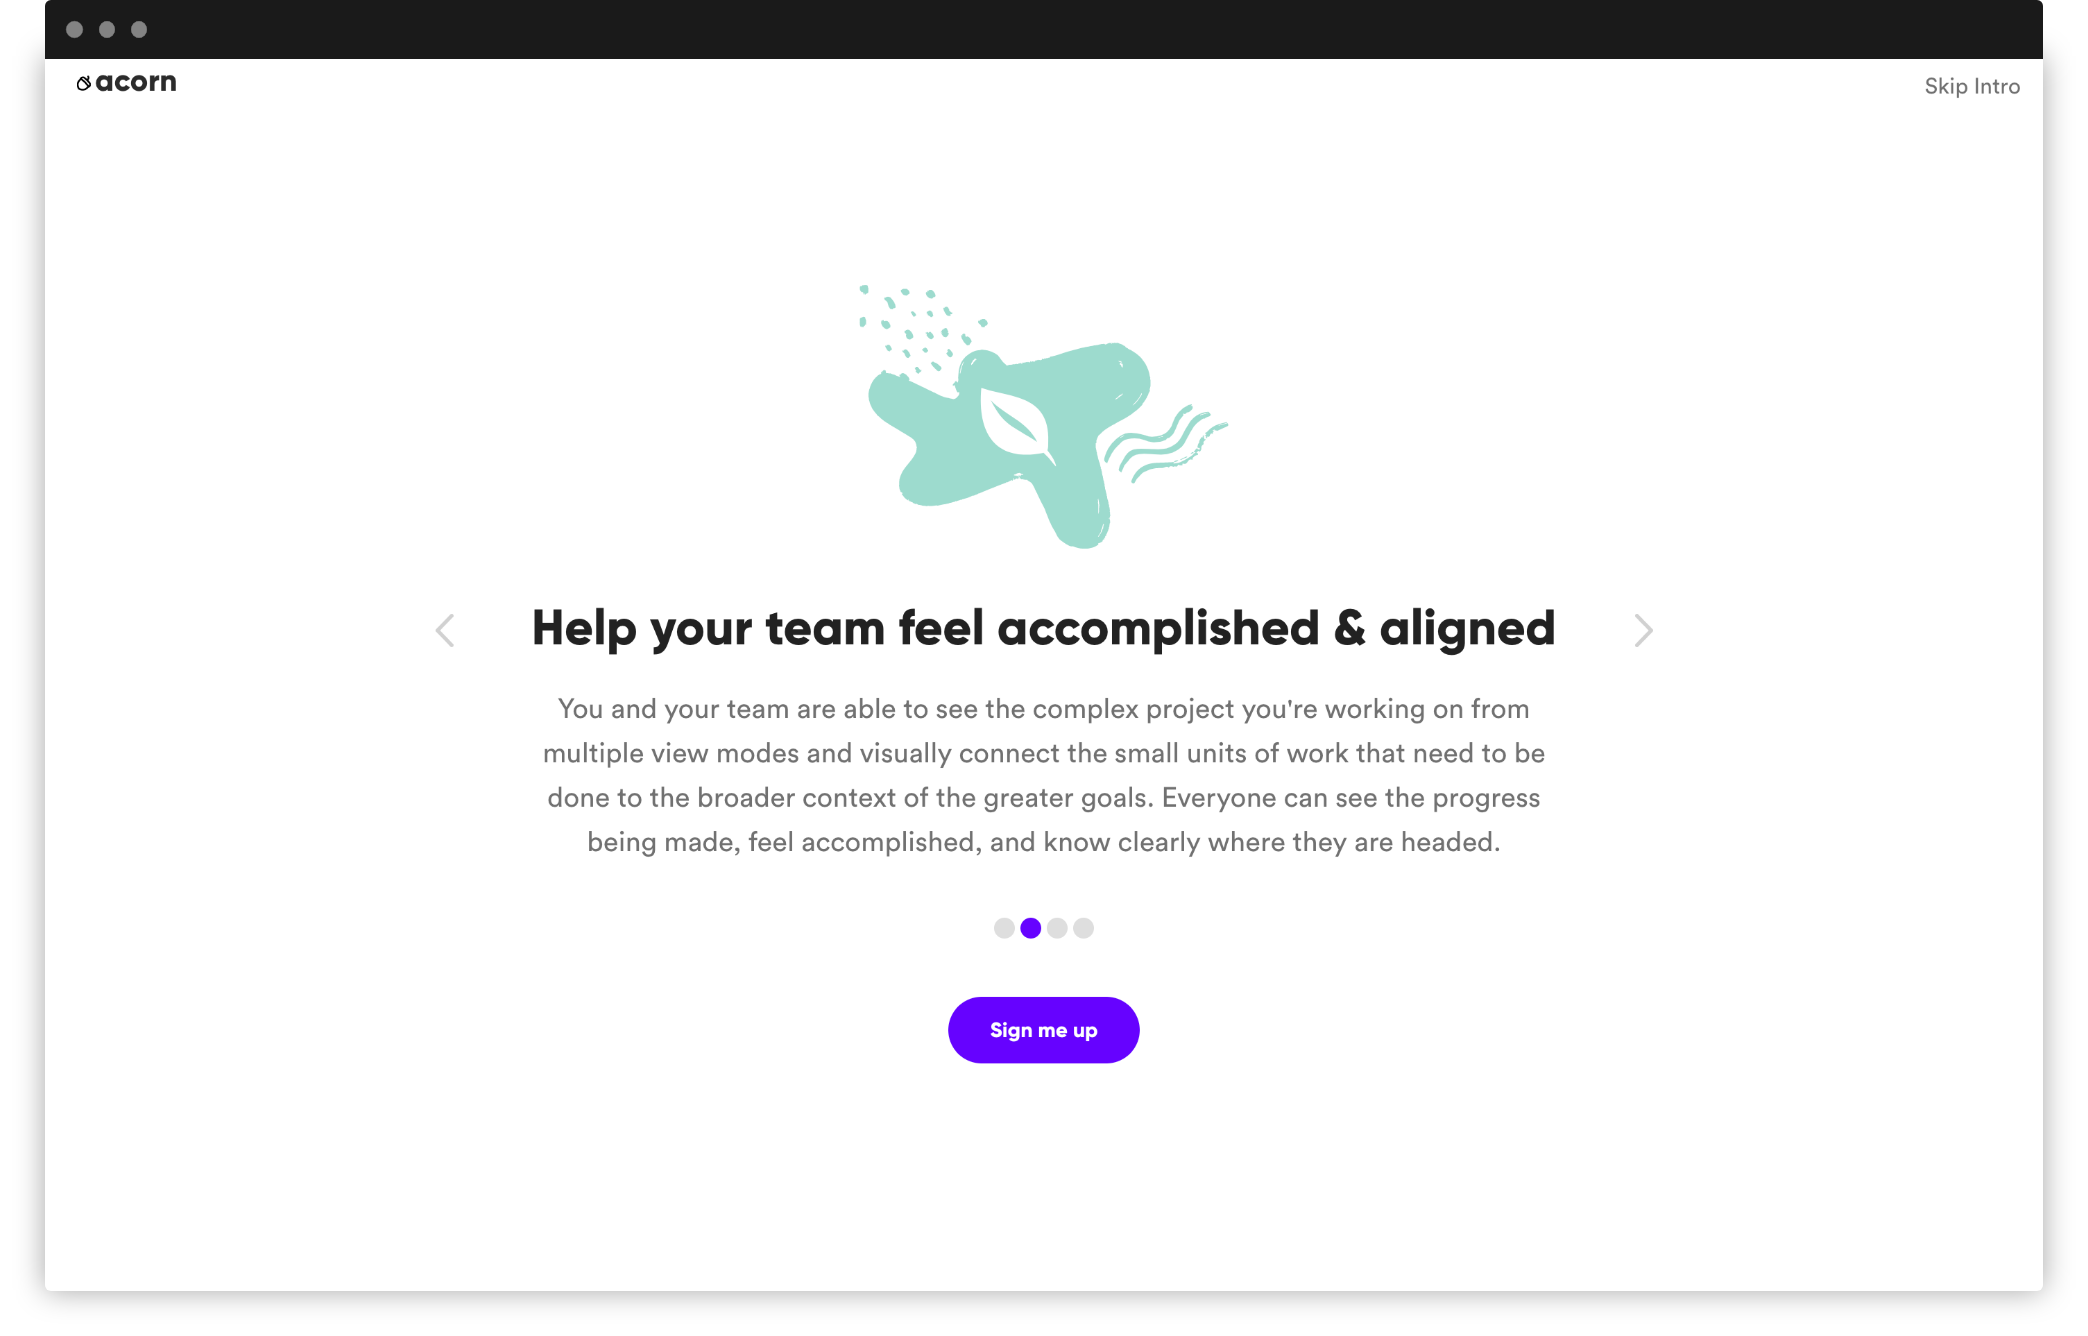 acorn
Skip Intro
Help your team feel accomplished & aligned
You and your team are able to see the complex project you're working on from
multiple view modes and visually connect the small units of work that need to be
done to the broader context of the greater goals. Everyone can see the progress
being made, feel accomplished, and know clearly where they are headed.
Sign me up